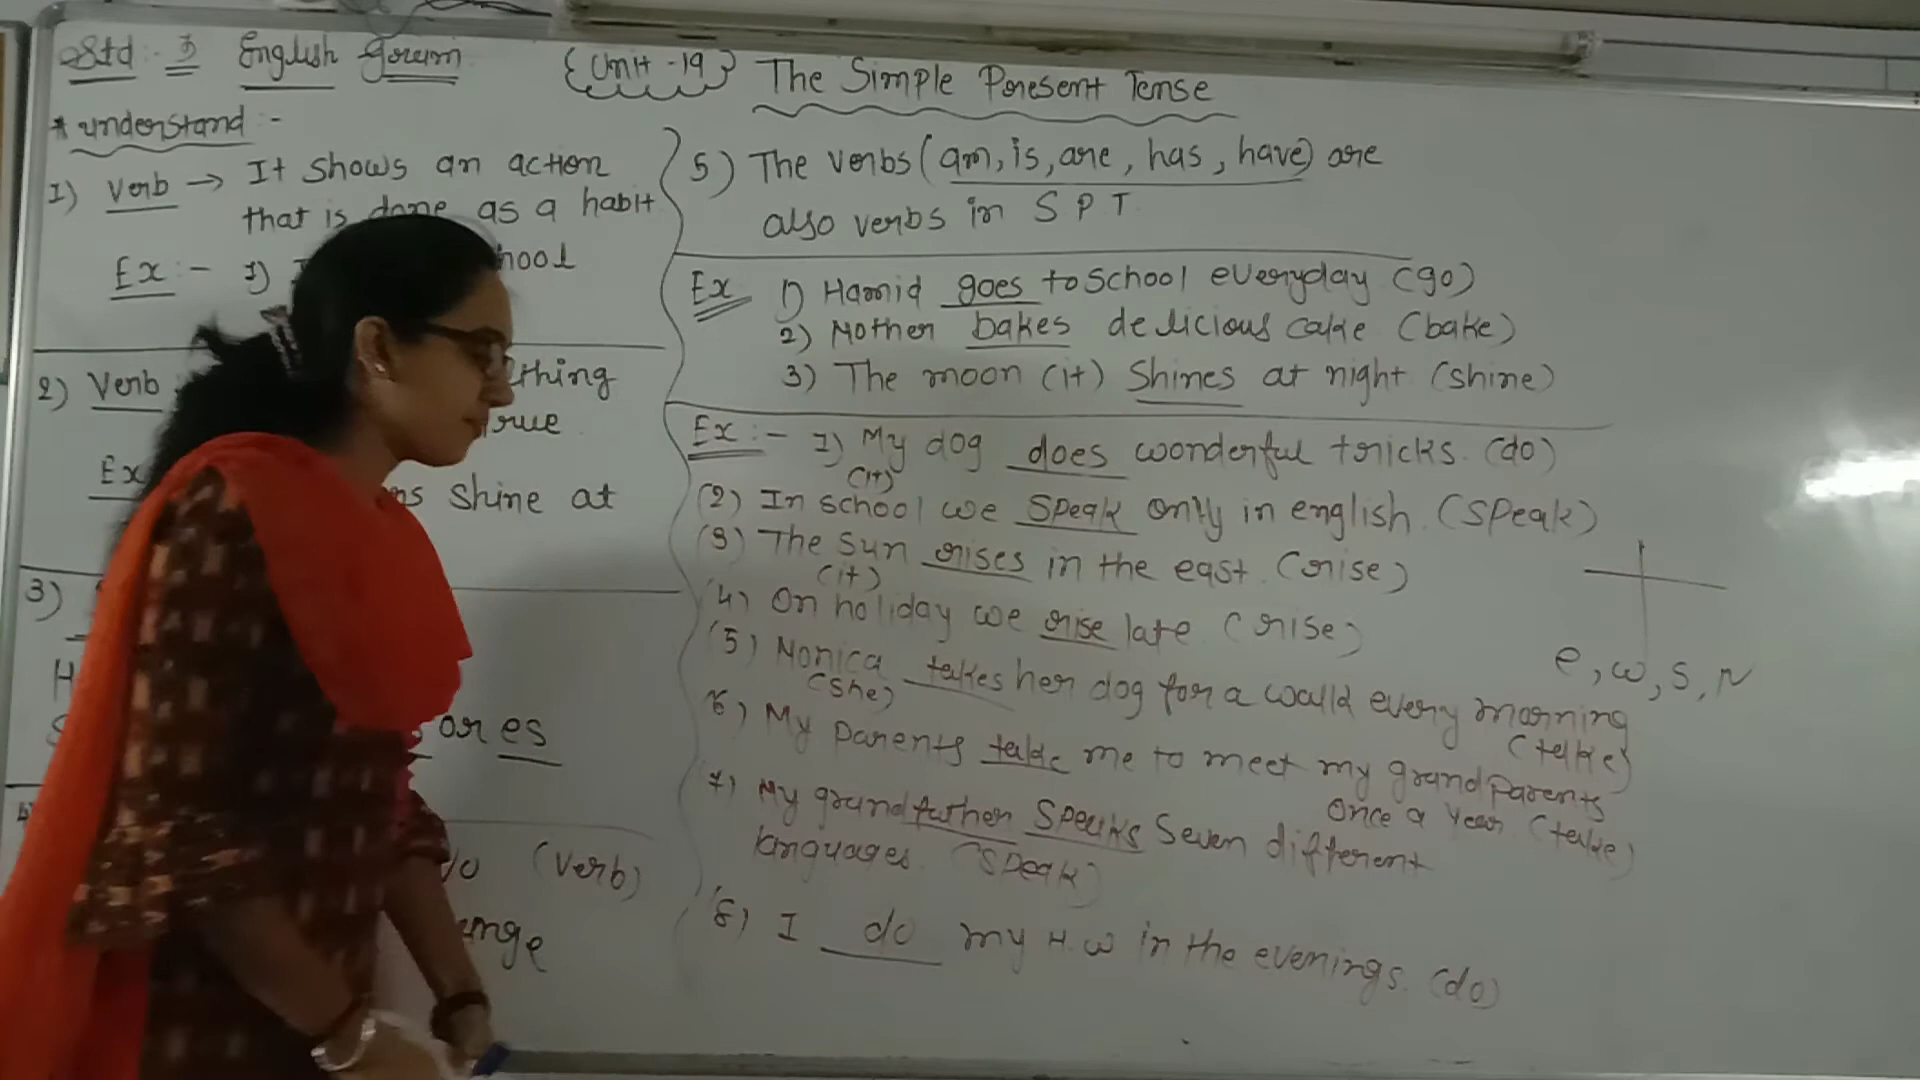 Std :- 3 English Gram
{Unit - 19} The Simple Present Tense
* understand :-
1) Verb → It shows an action
that is done as a habit
Ex :- 1)
2) Verb thing
Ex
shine at
3)
ores
(verb)
5) The verbs (am, is, are, has, have) are
also verbs in S P T
Ex 1) Hamid goes to school everyday (go)
2) Mother bakes delicious cake (bake)
3) The moon (it) Shines at night (shine)
Ex :- 1) My dog does wonderful tricks. (do)
(it)
(2) In school we speak only in english. (speak)
(3) The sun rises in the east. (rise)
(it)
(4) On holiday we rise late (rise)
(5) Monica takes her dog for a walk every morning
(she) (take)
(6) My parents take me to meet my grandparents
once a year. (take)
7) My grandfather speaks seven different
languages. (speak)
(8) I do my H.W in the evenings. (do)
e, w, s, N